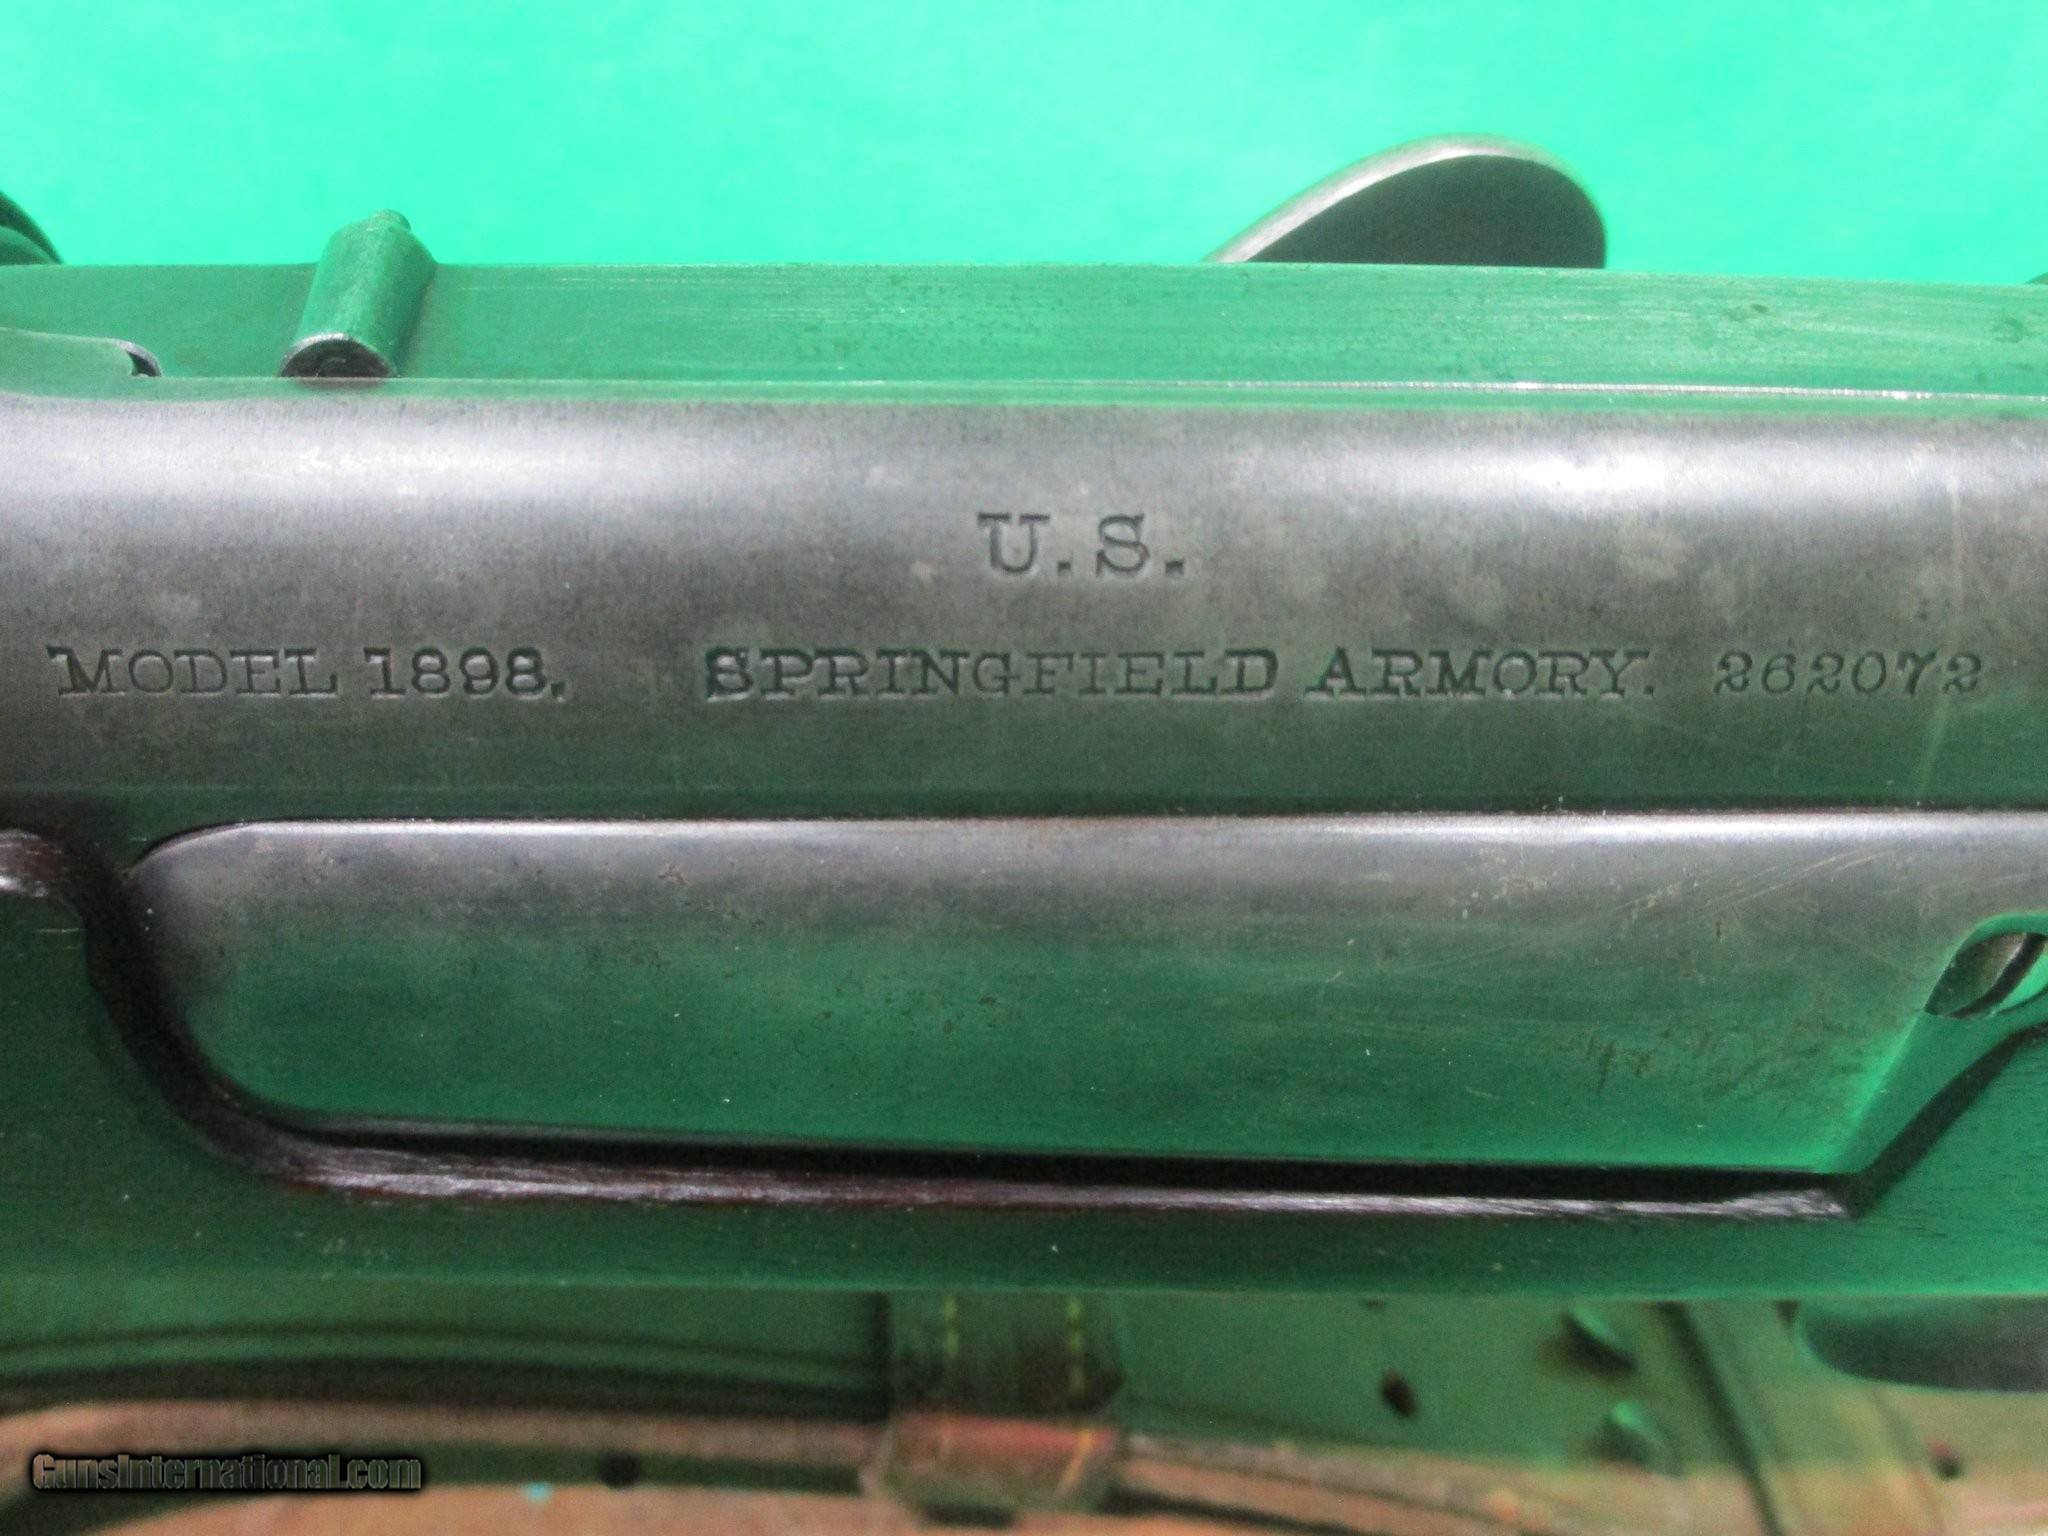 U.S.
MODEL 1898. SPRINGFIELD ARMORY. 262072
GunsInternational.com